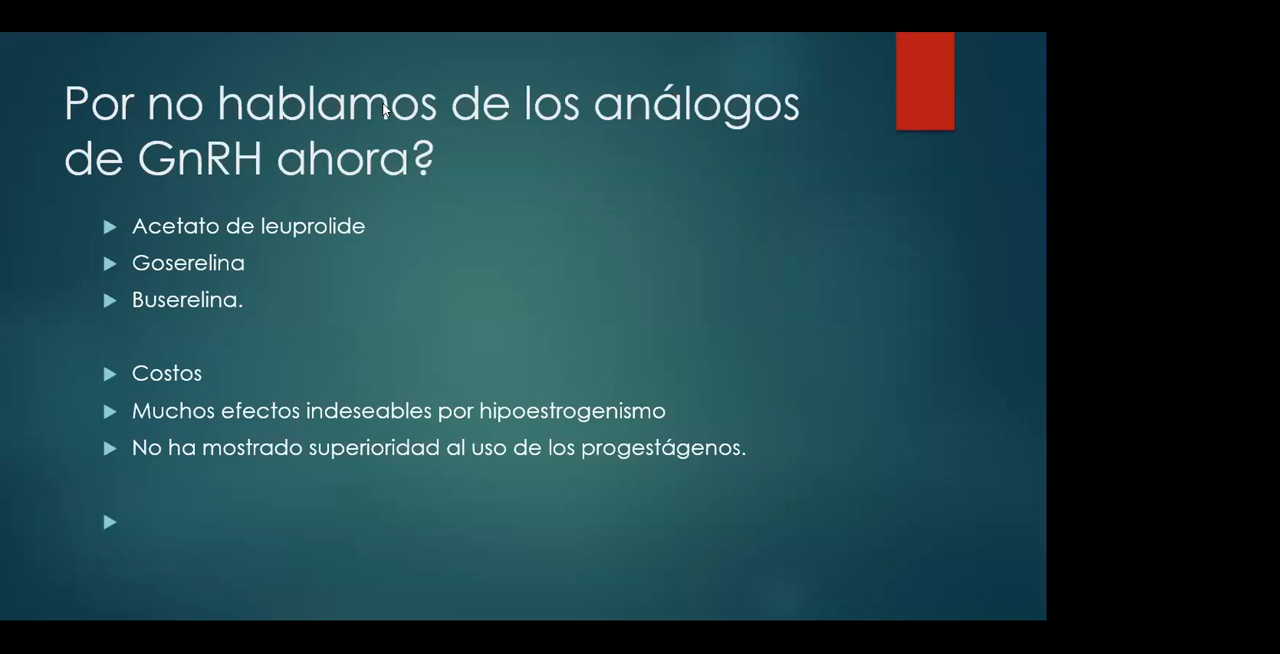 Por no hablamos de los análogos
de GnRH ahora?
Acetato de leuprolide
Goserelina
Buserelina.
Costos
Muchos efectos indeseables por hipoestrogenismo
No ha mostrado superioridad al uso de los progestágenos.